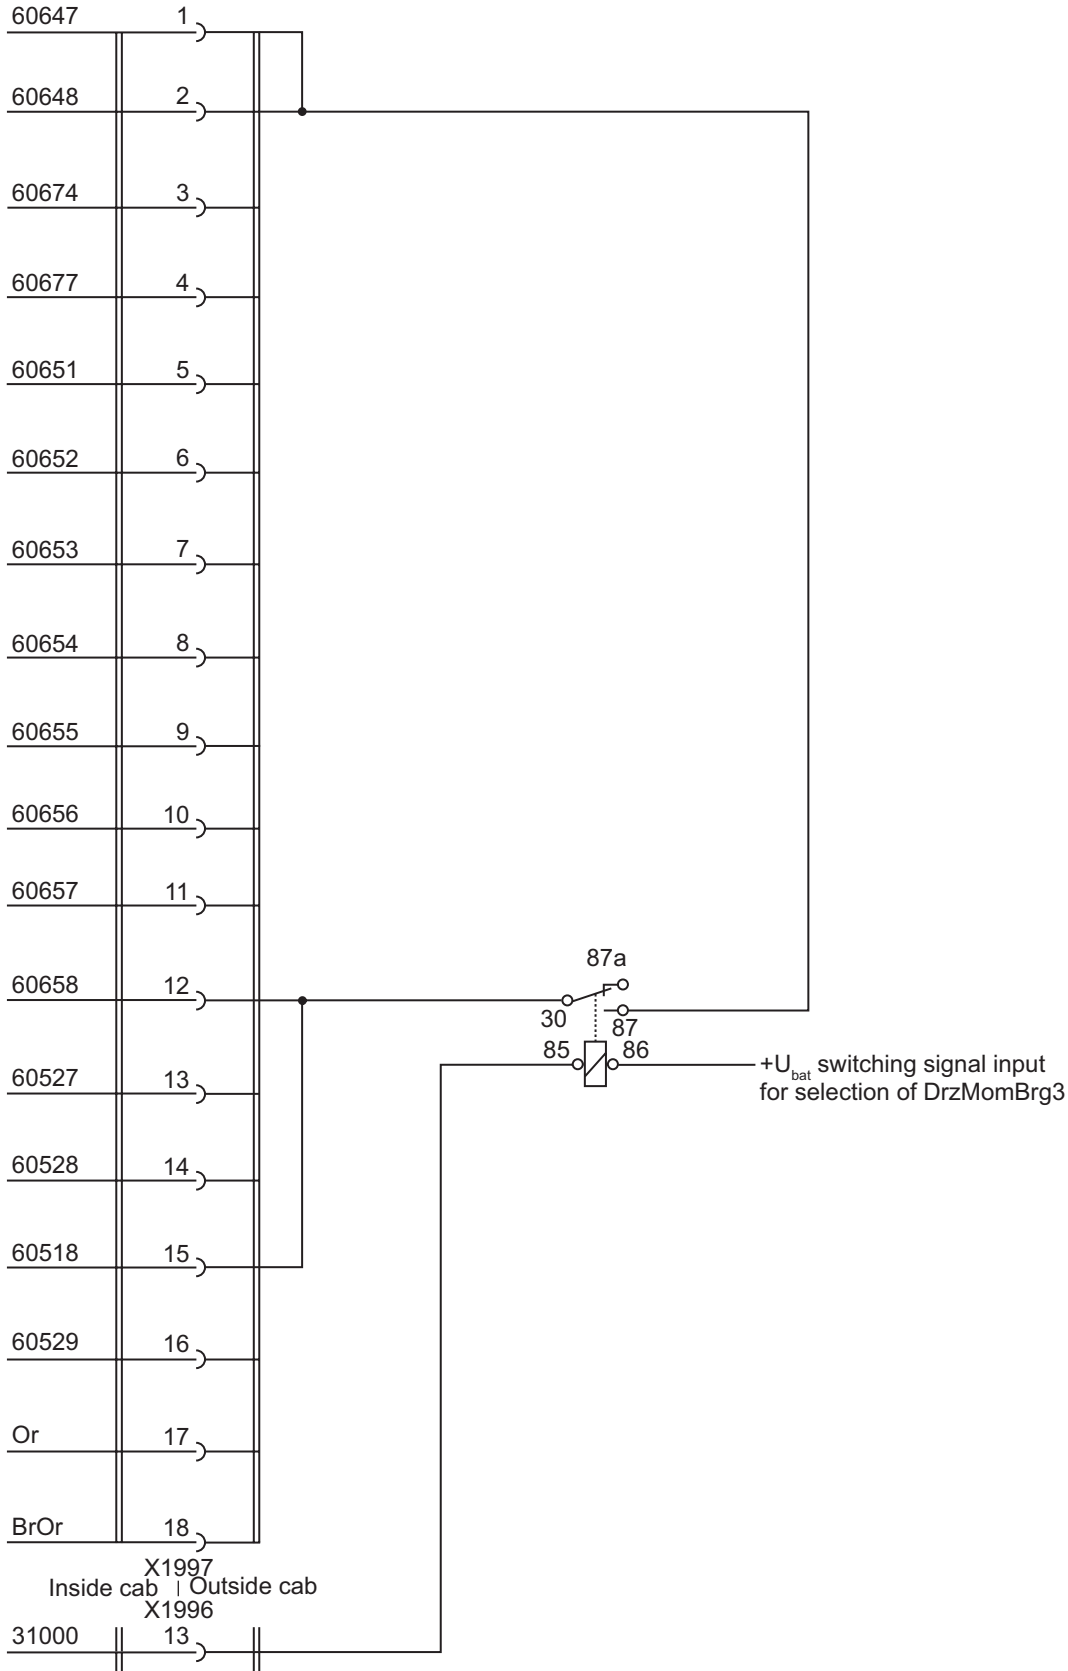 60647 1
60648 2
60674 3
60677 4
60651 5
60652 6
60653 7
60654 8
60655 9
60656 10
60657 11
87a
60658 12
30 87
85 86
+Ubat switching signal input
for selection of DrzMomBrg3
60527 13
60528 14
60518 15
60529 16
Or 17
BrOr 18
X1997
Inside cab Outside cab
X1996
31000 13